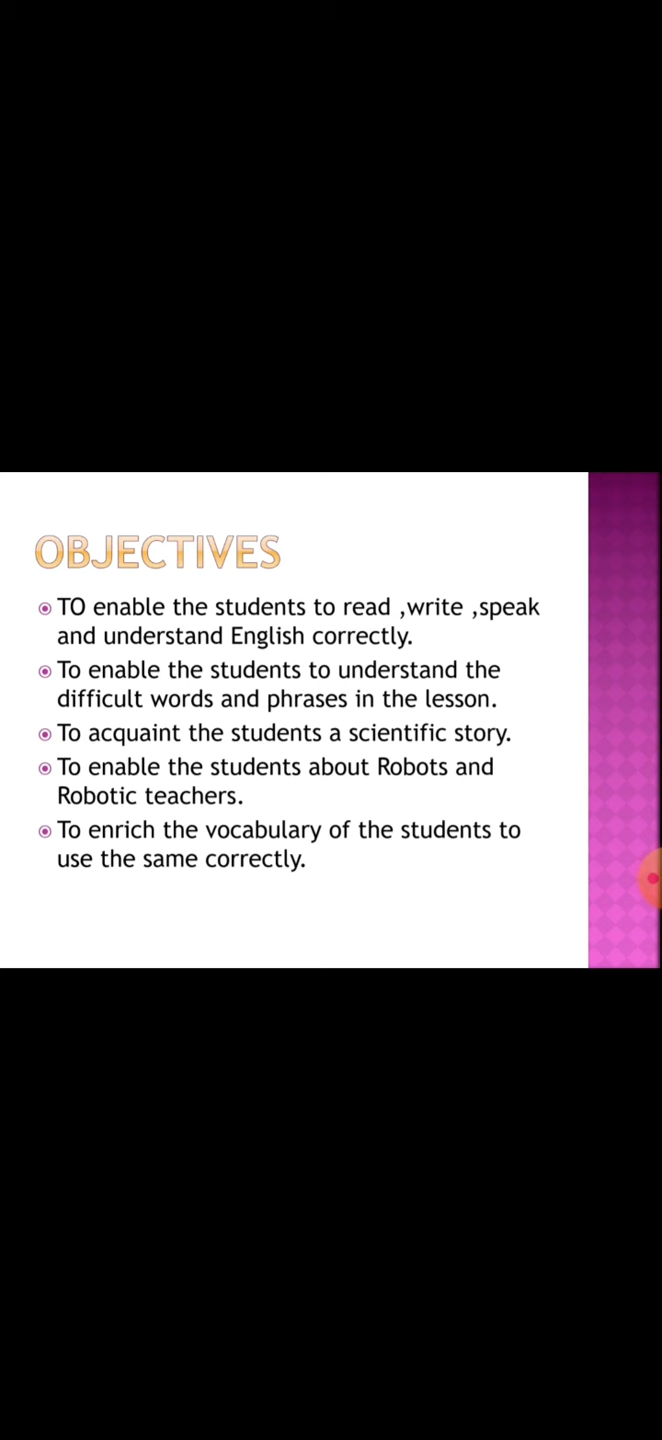 OBJECTIVES
TO enable the students to read ,write ,speak
and understand English correctly.
To enable the students to understand the
difficult words and phrases in the lesson.
To acquaint the students a scientific story.
To enable the students about Robots and
Robotic teachers.
To enrich the vocabulary of the students to
use the same correctly.